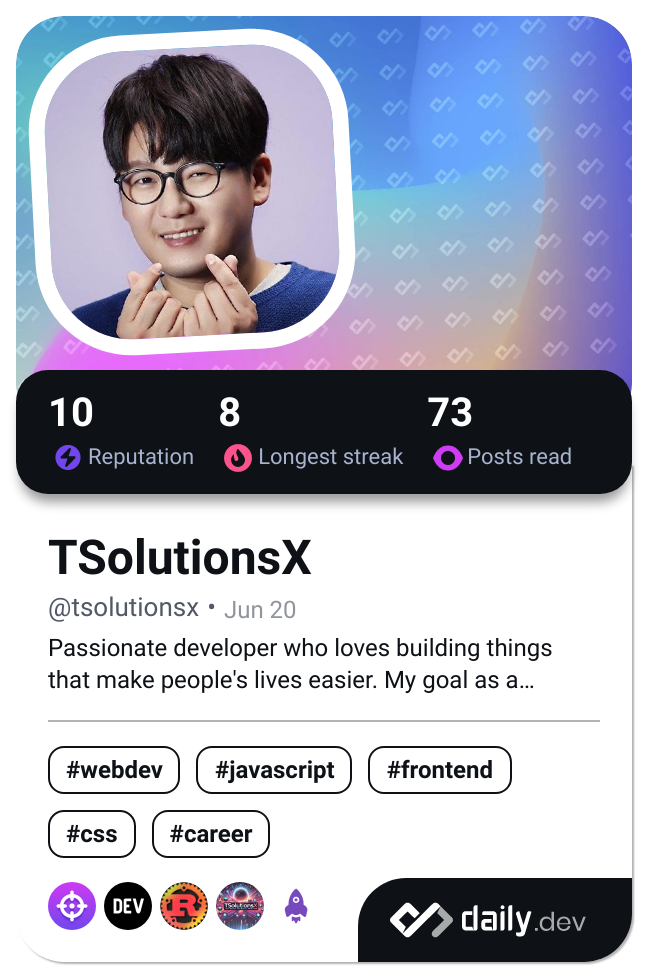 10 8 73
Reputation Longest streak Posts read
TSolutionsX
@tsolutionsx • Jun 20
Passionate developer who loves building things
that make people's lives easier. My goal as a…
#webdev #javascript #frontend
#css #career
DEV R TSolutionsX daily.dev